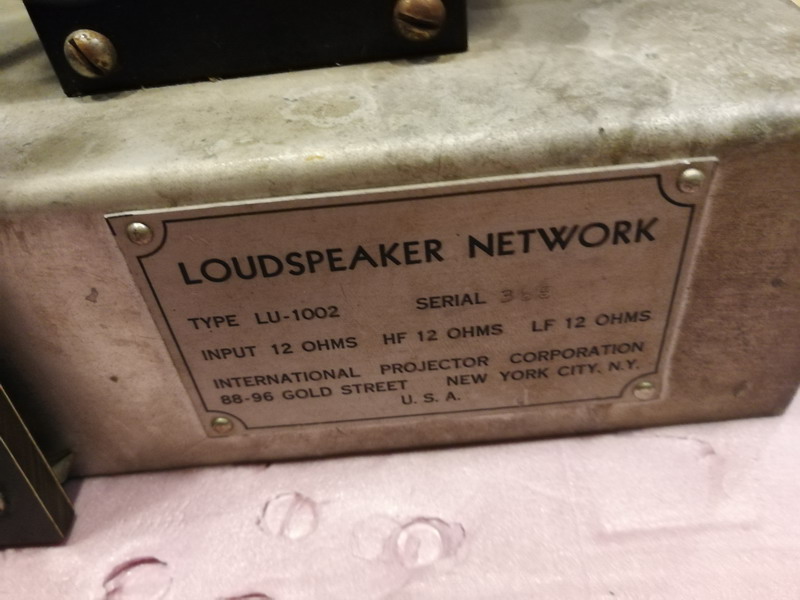 LOUDSPEAKER NETWORK
TYPE LU-1002 SERIAL
INPUT 12 OHMS HF 12 OHMS LF 12 OHMS
INTERNATIONAL PROJECTOR CORPORATION
88-96 GOLD STREET NEW YORK CITY, N.Y.
U. S. A.